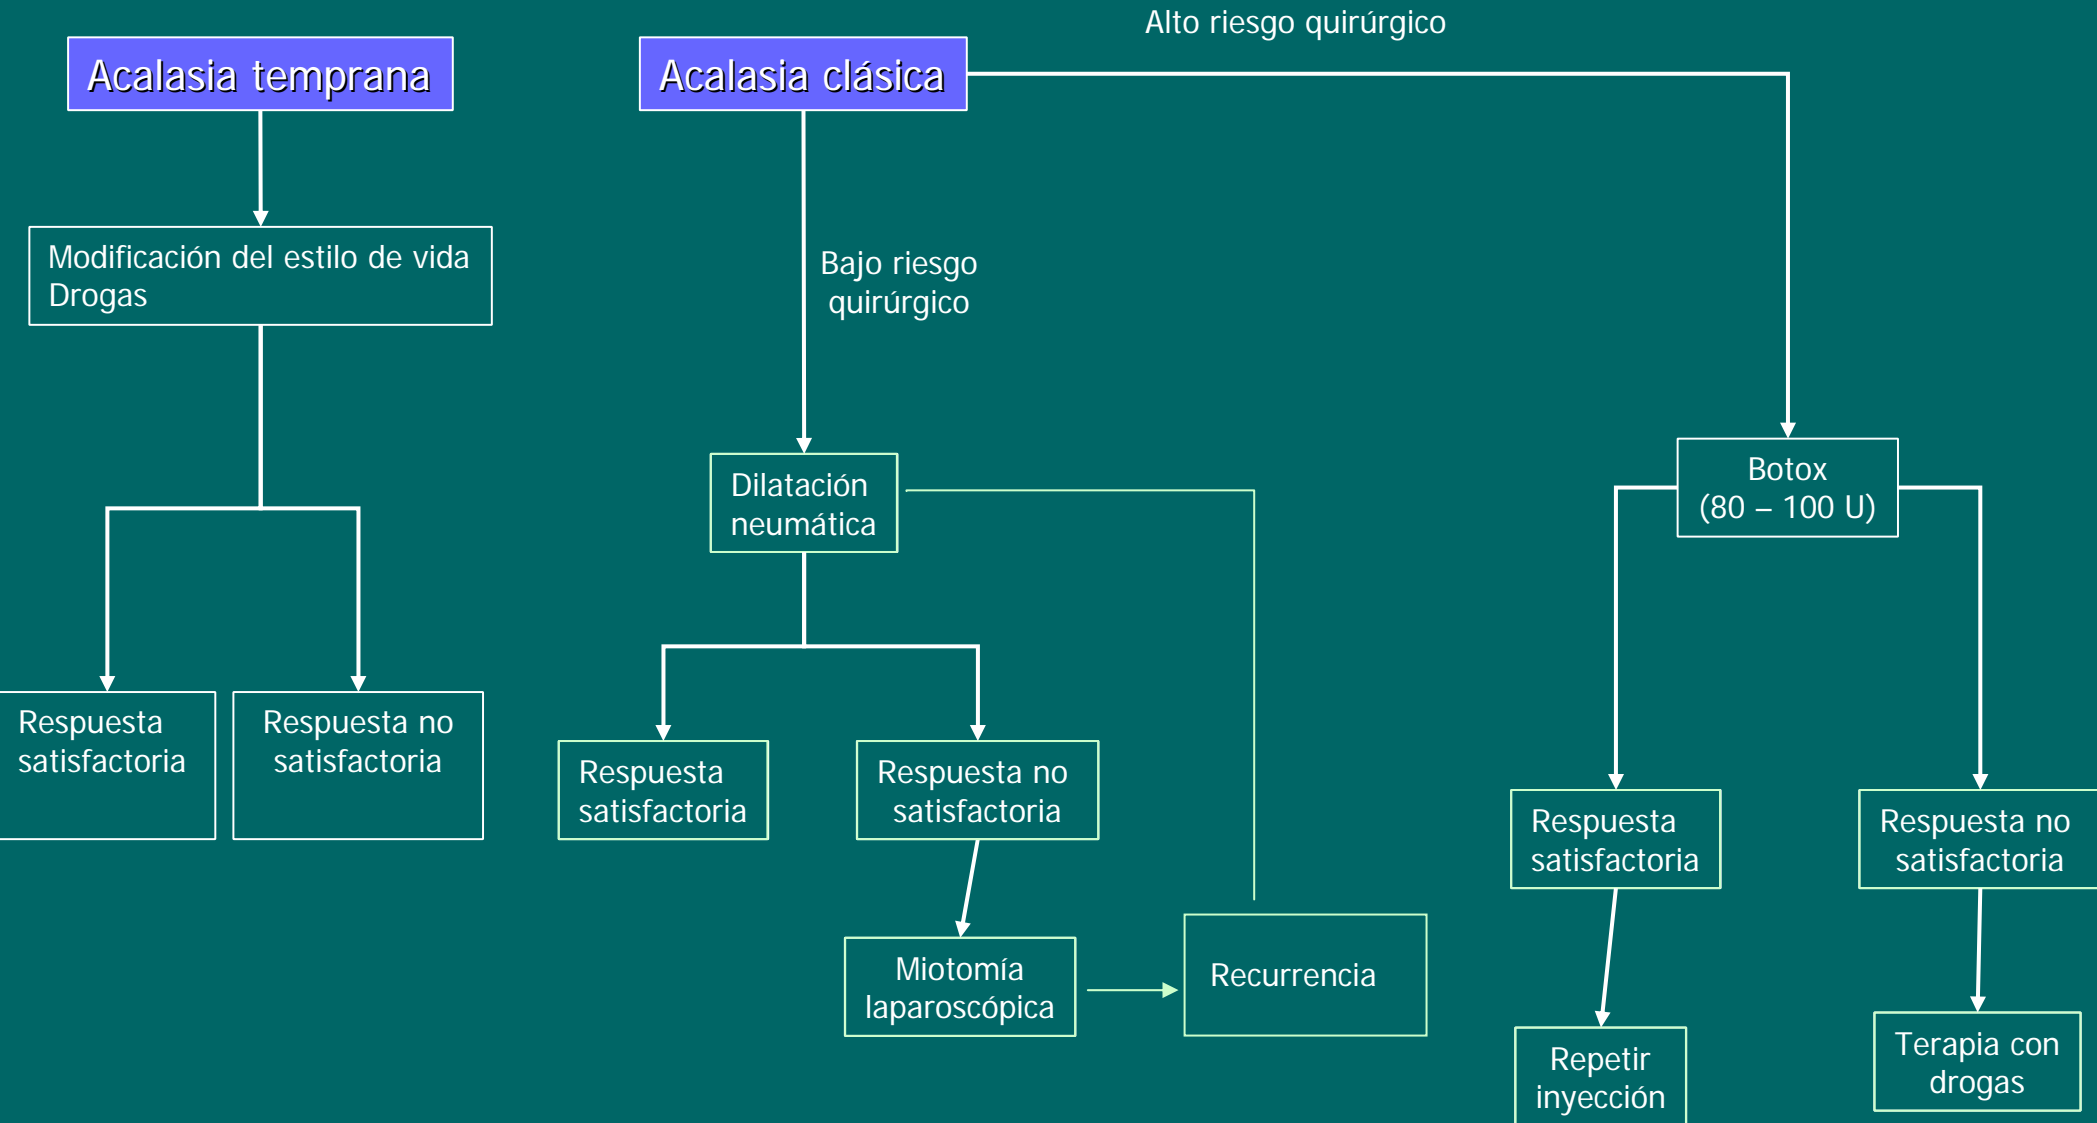 Alto riesgo quirúrgico
Acalasia temprana
Acalasia clásica
Modificación del estilo de vida
Drogas
Bajo riesgo
quirúrgico
Dilatación
neumática
Botox
(80 – 100 U)
Respuesta
satisfactoria
Respuesta no
satisfactoria
Respuesta
satisfactoria
Respuesta no
satisfactoria
Respuesta
satisfactoria
Respuesta no
satisfactoria
Miotomía
laparoscópica
Recurrencia
Repetir
inyección
Terapia con
drogas